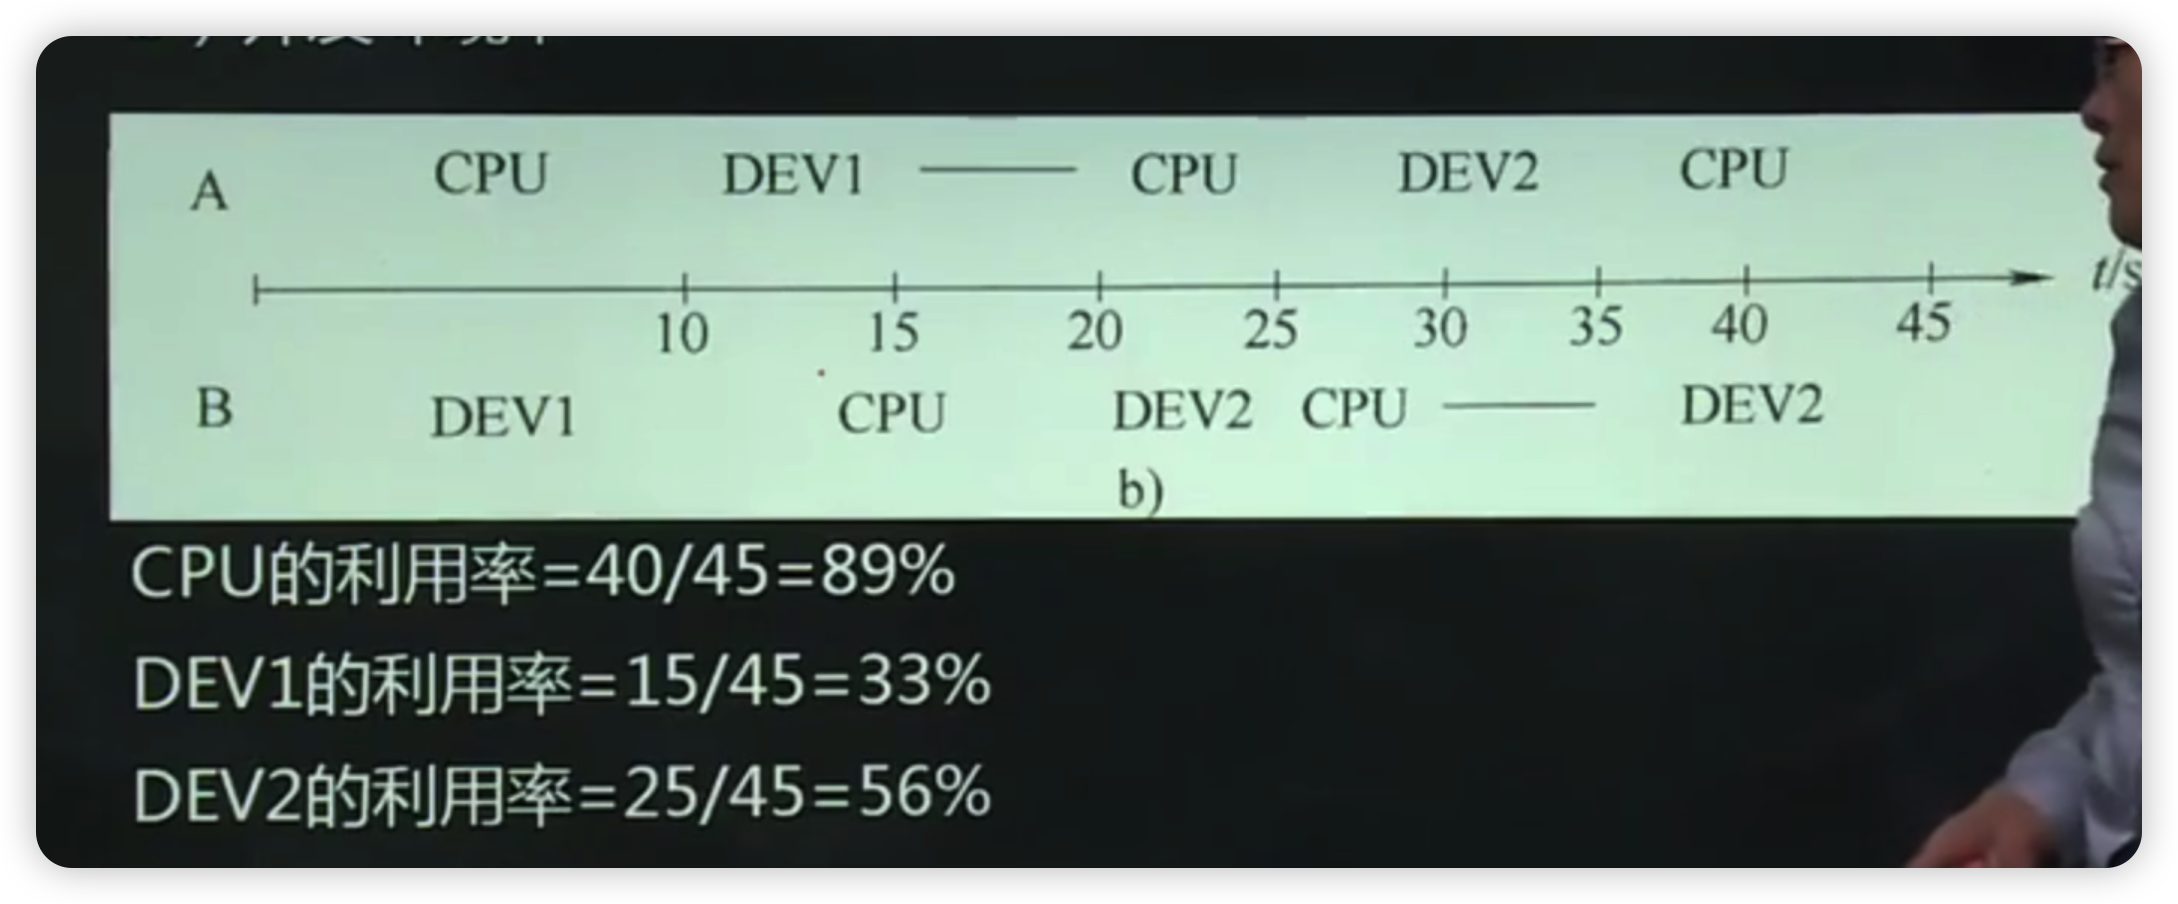 A CPU DEV1 —— CPU DEV2 CPU
t/s
10 15 20 25 30 35 40 45
B DEV1 CPU DEV2 CPU —— DEV2
b)
CPU的利用率=40/45=89%
DEV1的利用率=15/45=33%
DEV2的利用率=25/45=56%